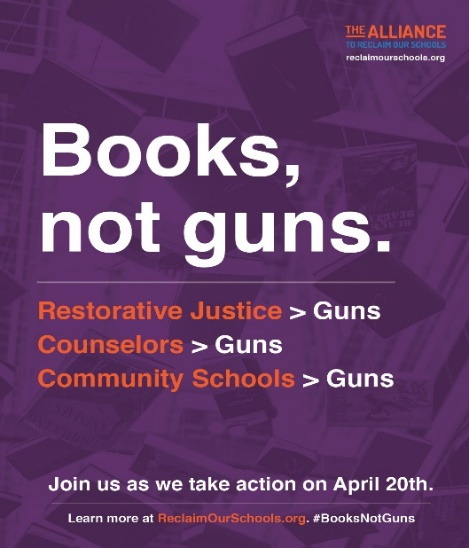 THE ALLIANCE
TO RECLAIM OUR SCHOOLS
reclaimourschools.org
Books,
not guns.
Restorative Justice > Guns
Counselors > Guns
Community Schools > Guns
Join us as we take action on April 20th.
Learn more at ReclaimOurSchools.org. #BooksNotGuns